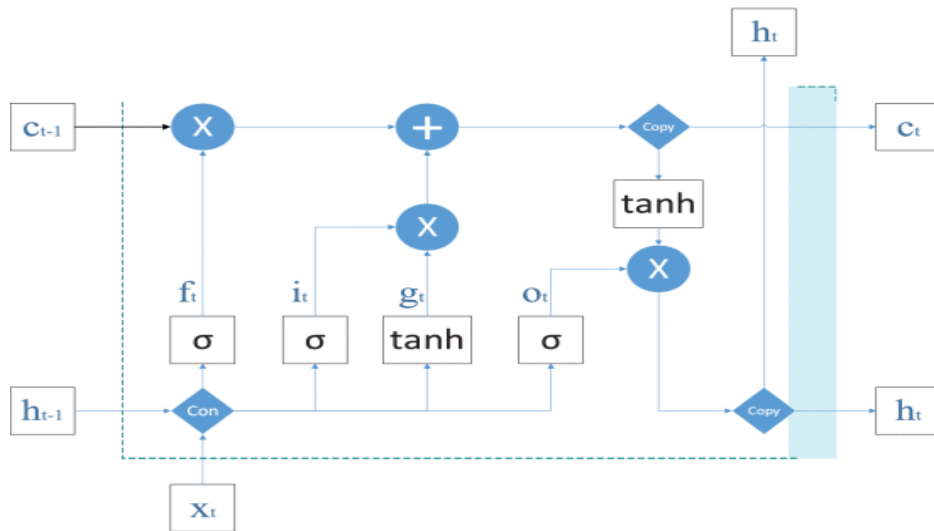 hₜ
cₜ₋₁ X + Copy cₜ
tanh
X
X
fₜ iₜ gₜ oₜ
σ σ tanh σ
hₜ₋₁ Con Copy hₜ
xₜ